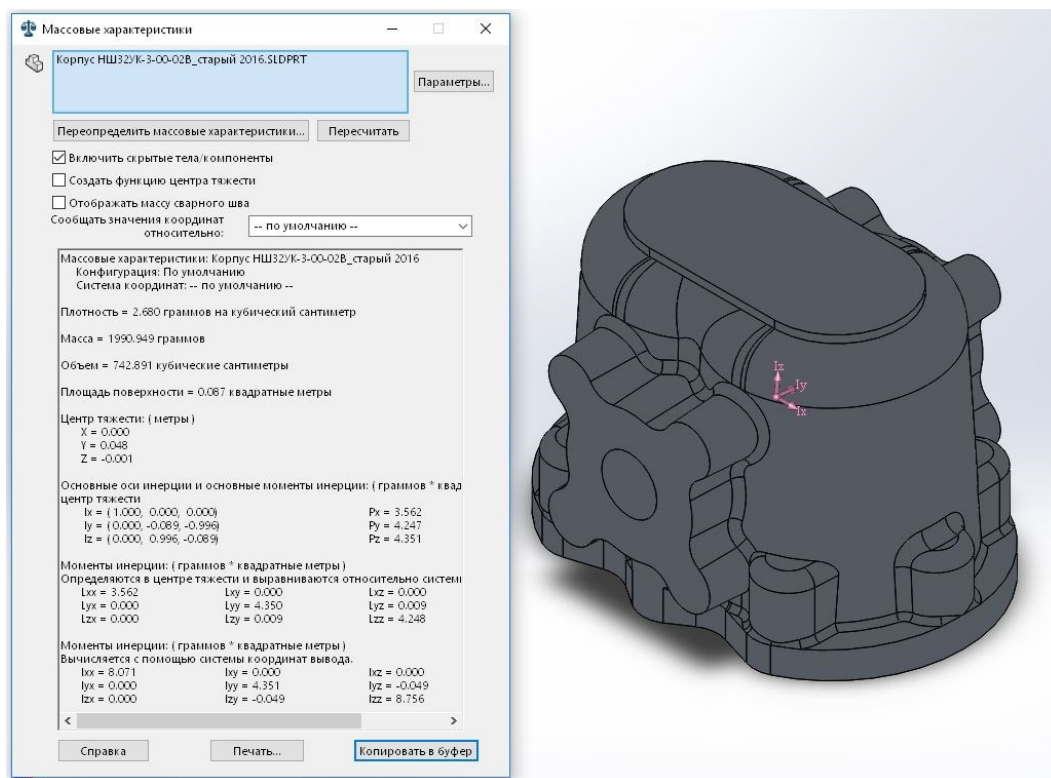 Массовые характеристики
Корпус НШ32УК-3-00-02В_старый 2016.SLDPRT
Параметры...
Переопределить массовые характеристики... Пересчитать
Включить скрытые тела/компоненты
Создать функцию центра тяжести
Отображать массу сварного шва
Сообщать значения координат
относительно: -- по умолчанию --
Массовые характеристики: Корпус НШ32УК-3-00-02В_старый 2016
Конфигурация: По умолчанию
Система координат: -- по умолчанию --
Плотность = 2.680 граммов на кубический сантиметр
Масса = 1990.949 граммов
Объем = 742.891 кубические сантиметры
Площадь поверхности = 0.087 квадратные метры
Центр тяжести: ( метры )
X = 0.000
Y = 0.048
Z = -0.001
Основные оси инерции и основные моменты инерции: ( граммов * квад
центр тяжести
Ix = ( 1.000, 0.000, 0.000) Px = 3.562
Iy = ( 0.000, -0.089, -0.996) Py = 4.247
Iz = ( 0.000, 0.996, -0.089) Pz = 4.351
Моменты инерции: ( граммов * квадратные метры )
Определяются в центре тяжести и выравниваются относительно систем
Lxx = 3.562 Lxy = 0.000 Lxz = 0.000
Lyx = 0.000 Lyy = 4.350 Lyz = 0.009
Lzx = 0.000 Lzy = 0.009 Lzz = 4.248
Моменты инерции: ( граммов * квадратные метры )
Вычисляется с помощью системы координат вывода.
Ixx = 8.071 Ixy = 0.000 Ixz = 0.000
Iyx = 0.000 Iyy = 4.351 Iyz = -0.049
Izx = 0.000 Izy = -0.049 Izz = 8.756
Справка Печать... Копировать в буфер
Iz
Iy
Ix